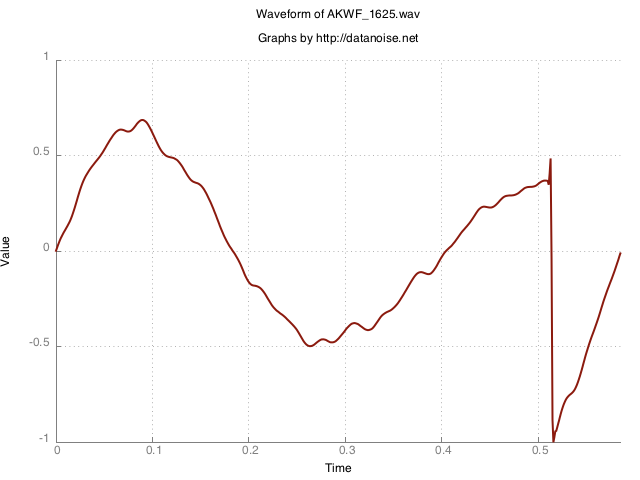 Waveform of AKWF_1625.wav
Graphs by http://datanoise.net
1
0.5
0
-0.5
-1
Value
0 0.1 0.2 0.3 0.4 0.5
Time